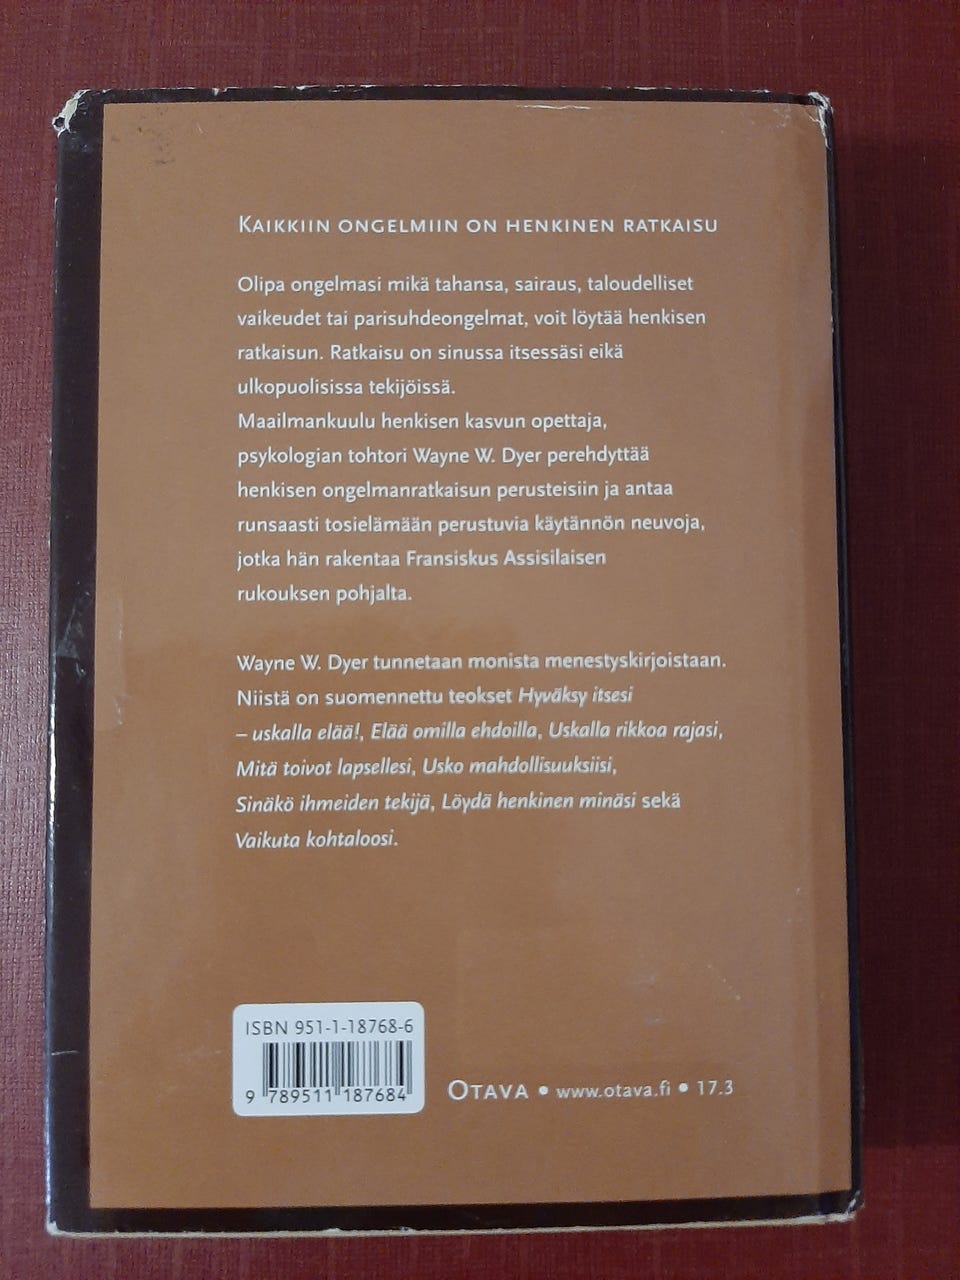 Kaikkiin ongelmiin on henkinen ratkaisu
Olipa ongelmasi mikä tahansa, sairaus, taloudelliset
vaikeudet tai parisuhdeongelmat, voit löytää henkisen
ratkaisun. Ratkaisu on sinussa itsessäsi eikä
ulkopuolisissa tekijöissä.
Maailmankuulu henkisen kasvun opettaja,
psykologian tohtori Wayne W. Dyer perehdyttää
henkisen ongelmanratkaisun perusteisiin ja antaa
runsaasti tosielämään perustuvia käytännön neuvoja,
jotka hän rakentaa Fransiskus Assisilaisen
rukouksen pohjalta.
Wayne W. Dyer tunnetaan monista menestyskirjoistaan.
Niistä on suomennettu teokset Hyväksy itsesi
– uskalla elää!, Elää omilla ehdoilla, Uskalla rikkoa rajasi,
Mitä toivot lapsellesi, Usko mahdollisuuksiisi,
Sinäkö ihmeiden tekijä, Löydä henkinen minäsi sekä
Vaikuta kohtaloosi.
ISBN 951-1-18768-6
9 789511 187684
Otava • www.otava.fi • 17.3